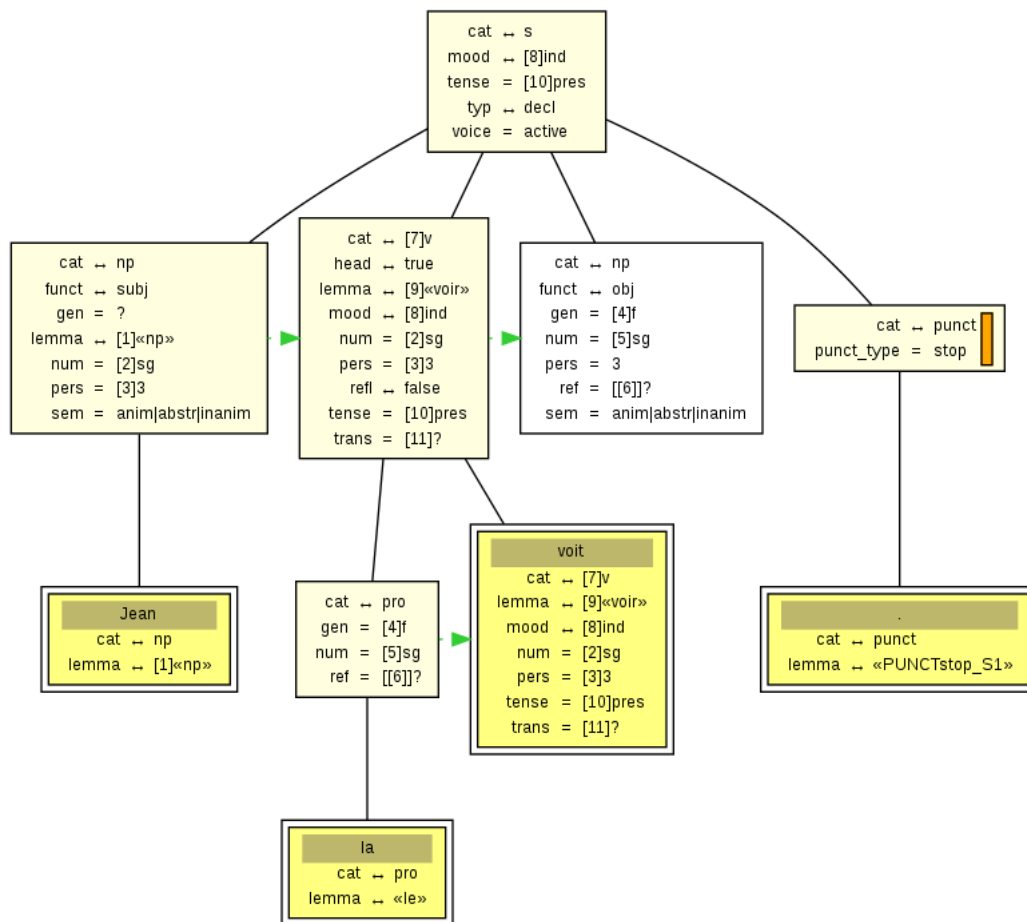 cat ↔ s
mood ↔ [8]ind
tense = [10]pres
typ ↔ decl
voice = active
cat ↔ np
funct ↔ subj
gen = ?
lemma ↔ [1]«np»
num = [2]sg
pers = [3]3
sem = anim|abstr|inanim
cat ↔ [7]v
head ↔ true
lemma ↔ [9]«voir»
mood ↔ [8]ind
num = [2]sg
pers = [3]3
refl ↔ false
tense = [10]pres
trans = [11]?
cat ↔ np
funct ↔ obj
gen = [4]f
num = [5]sg
pers = 3
ref = [[6]]?
sem = anim|abstr|inanim
cat ↔ punct
punct_type = stop
Jean
cat ↔ np
lemma ↔ [1]«np»
cat ↔ pro
gen = [4]f
num = [5]sg
ref = [[6]]?
voit
cat ↔ [7]v
lemma ↔ [9]«voir»
mood ↔ [8]ind
num = [2]sg
pers = [3]3
tense = [10]pres
trans = [11]?
.
cat ↔ punct
lemma ↔ «PUNCTstop_S1»
la
cat ↔ pro
lemma ↔ «le»